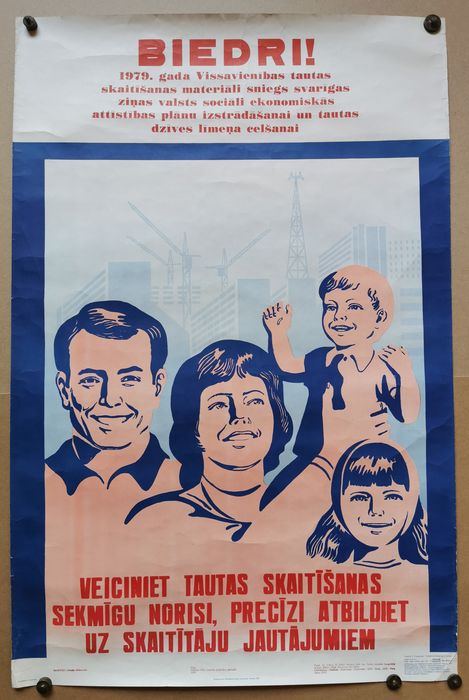 BIEDRI!
1979. gada Vissavienības tautas
skaitīšanas materiāli sniegs svarīgas
ziņas valsts sociāli ekonomiskās
attīstības plānu izstrādāšanai un tautas
dzīves līmeņa celšanai
VEICINIET TAUTAS SKAITĪŠANAS
SEKMĪGU NORISI, PRECĪZI ATBILDIET
UZ SKAITĪTĀJU JAUTĀJUMIEM